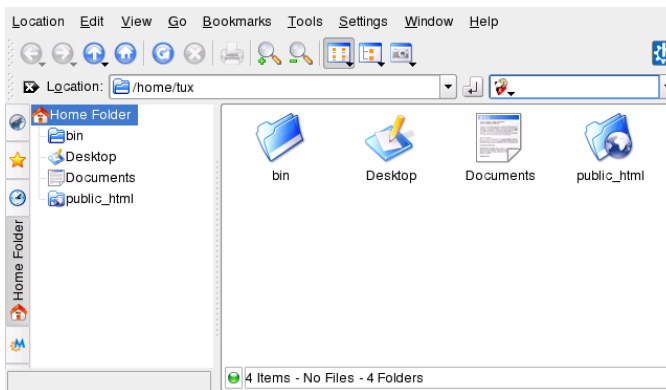 Location Edit View Go Bookmarks Tools Settings Window Help
Location: /home/tux
Home Folder
bin
Desktop
Documents
public_html
Home Folder
bin Desktop Documents public_html
4 Items - No Files - 4 Folders